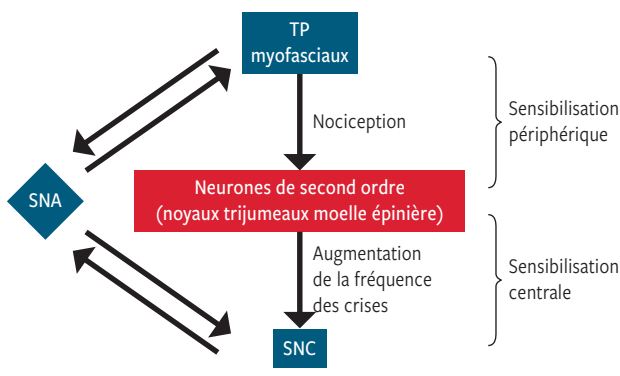 TP
myofasciaux
Nociception
Sensibilisation
périphérique
SNA
Neurones de second ordre
(noyaux trijumeaux moelle épinière)
Augmentation
de la fréquence
des crises
Sensibilisation
centrale
SNC